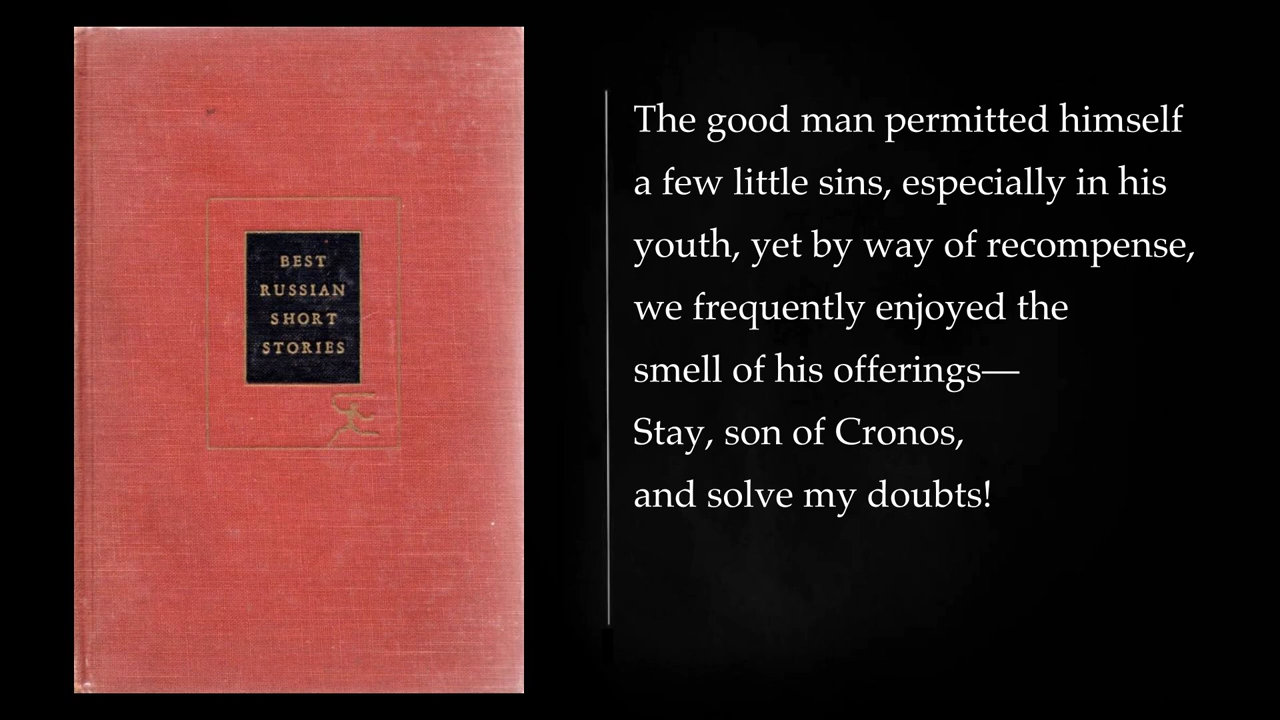 BEST
RUSSIAN
SHORT
STORIES
The good man permitted himself
a few little sins, especially in his
youth, yet by way of recompense,
we frequently enjoyed the
smell of his offerings—
Stay, son of Cronos,
and solve my doubts!